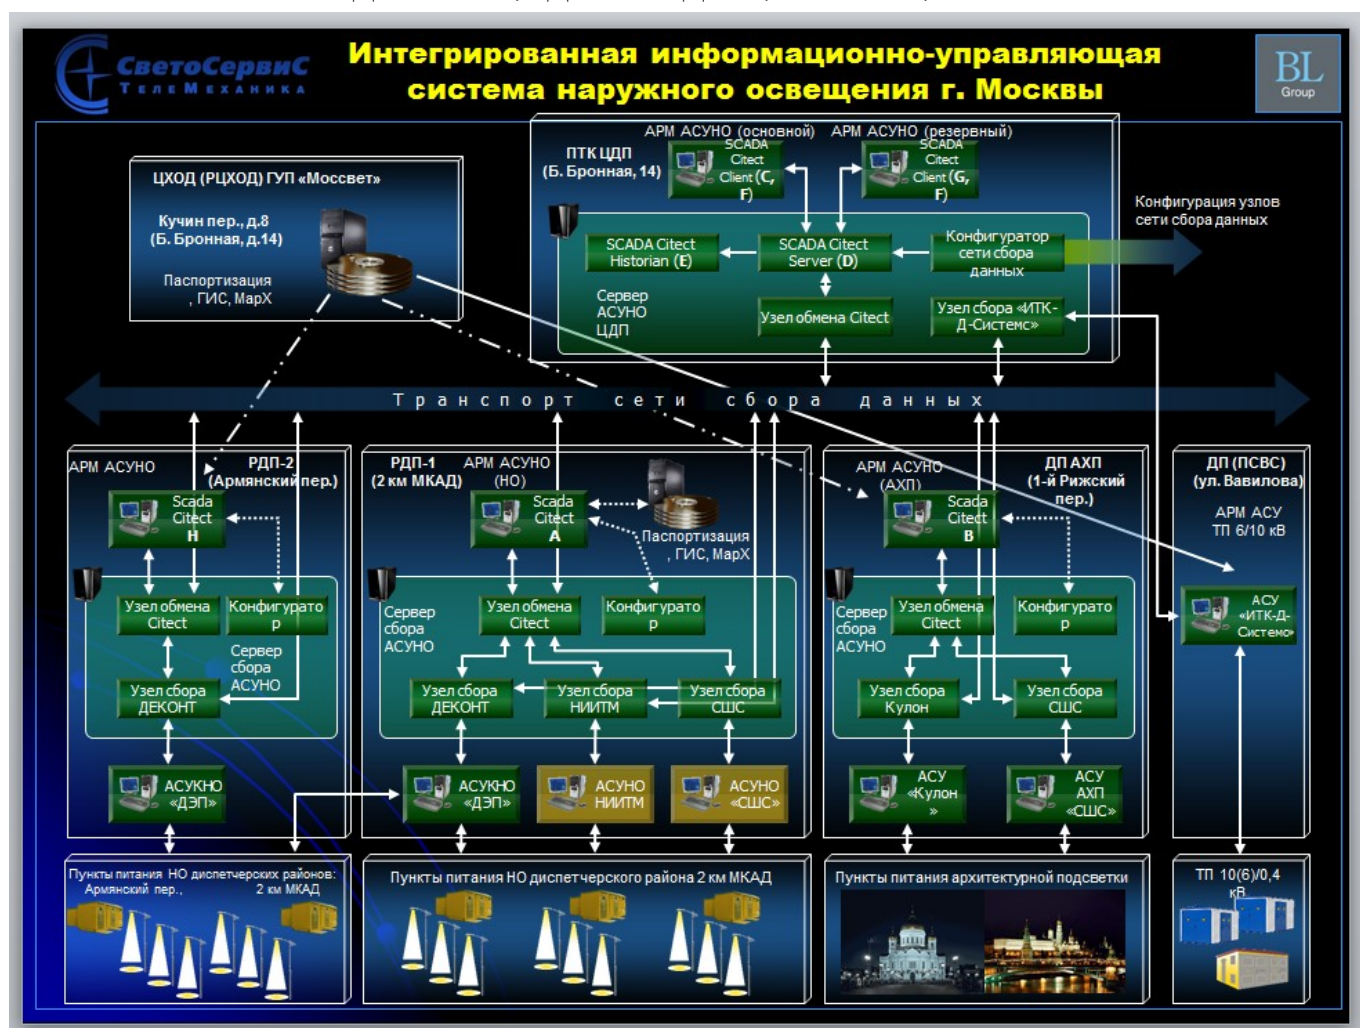 СветоСервиС
ТелеМеханика
Интегрированная информационно-управляющая
система наружного освещения г. Москвы
BL
Group
ЦХОД (РЦХОД) ГУП «Моссвет»
Кучин пер., д.8
(Б. Бронная, д.14)
Паспортизация
, ГИС, МарХ
АРМ АСУНО (основной)
АРМ АСУНО (резервный)
ПТК ЦДП
(Б. Бронная, 14)
SCADA
Citect
Client (C,
F)
SCADA
Citect
Client (G,
F)
SCADA Citect
Historian (E)
SCADA Citect
Server (D)
Конфигуратор
сети сбора
данных
Конфигурация узлов
сети сбора данных
Сервер
АСУНО
ЦДП
Узел обмена Citect
Узел сбора «ИТК-
Д-Системс»
Транспорт сети сбора данных
АРМ АСУНО
РДП-2
(Армянский пер.)
Scada
Citect
H
Узел обмена
Citect
Конфигурато
р
Сервер
сбора
АСУНО
Узел сбора
ДЕКОНТ
АСУКНО
«ДЭП»
РДП-1
(2 км МКАД)
АРМ АСУНО
(НО)
Scada
Citect
A
Паспортизация
, ГИС, МарХ
Сервер
сбора
АСУНО
Узел обмена
Citect
Конфигурато
р
Узел сбора
ДЕКОНТ
Узел сбора
НИИТМ
Узел сбора
СШС
АСУКНО
«ДЭП»
АСУНО
НИИТМ
АСУНО
«СШС»
АРМ АСУНО
(АХП)
ДП АХП
(1-й Рижский
пер.)
Scada
Citect
B
Сервер
сбора
АСУНО
Узел обмена
Citect
Конфигурато
р
Узел сбора
Кулон
Узел сбора
СШС
АСУ
«Кулон
»
АСУ
АХП
«СШС»
ДП (ПСВС)
(ул. Вавилова)
АРМ АСУ
ТП 6/10 кВ
АСУ
«ИТК-Д-
Системс»
Пункты питания НО диспетчерских районов:
Армянский пер., 2 км МКАД
Пункты питания НО диспетчерского района 2 км МКАД
Пункты питания архитектурной подсветки
ТП 10(6)/0,4
кВ